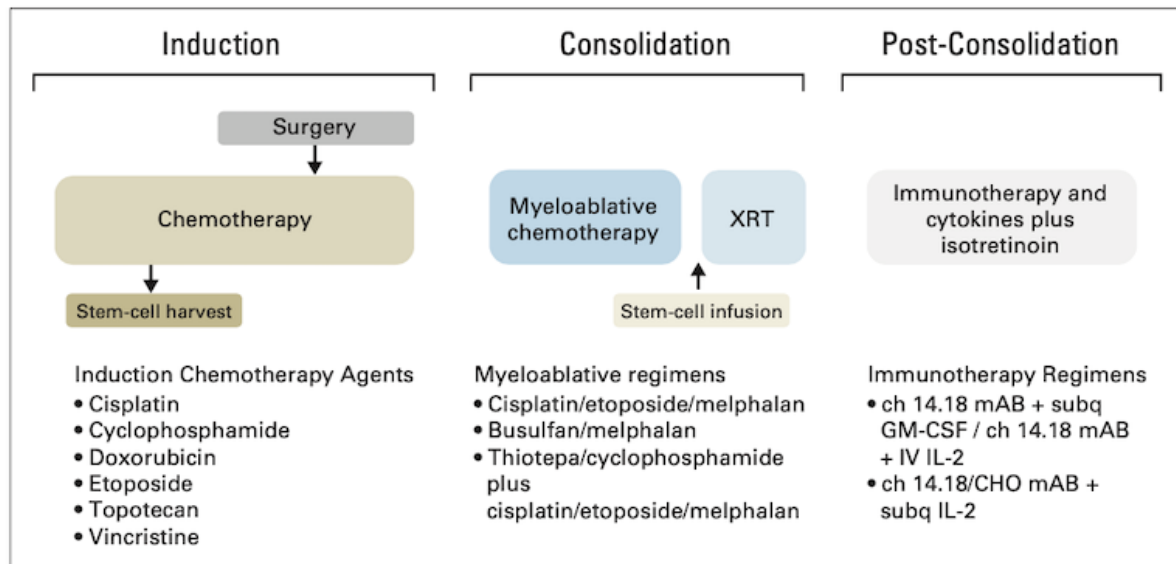 Induction
Consolidation
Post-Consolidation
Surgery
Chemotherapy
Stem-cell harvest
Myeloablative
chemotherapy
XRT
Stem-cell infusion
Immunotherapy and
cytokines plus
isotretinoin
Induction Chemotherapy Agents
• Cisplatin
• Cyclophosphamide
• Doxorubicin
• Etoposide
• Topotecan
• Vincristine
Myeloablative regimens
• Cisplatin/etoposide/melphalan
• Busulfan/melphalan
• Thiotepa/cyclophosphamide
plus
cisplatin/etoposide/melphalan
Immunotherapy Regimens
• ch 14.18 mAB + subq
GM-CSF / ch 14.18 mAB
+ IV IL-2
• ch 14.18/CHO mAB +
subq IL-2